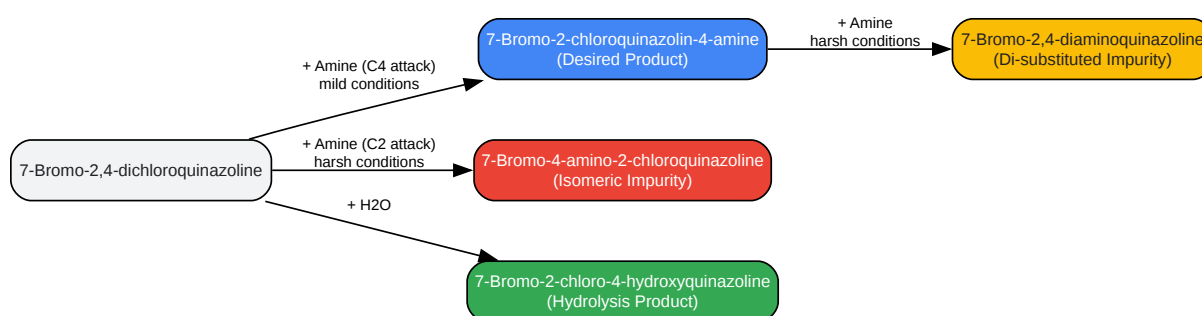 7-Bromo-2,4-dichloroquinazoline
+ Amine (C4 attack)
mild conditions
7-Bromo-2-chloroquinazolin-4-amine
(Desired Product)
+ Amine
harsh conditions
7-Bromo-2,4-diaminoquinazoline
(Di-substituted Impurity)
+ Amine (C2 attack)
harsh conditions
7-Bromo-4-amino-2-chloroquinazoline
(Isomeric Impurity)
+ H2O
7-Bromo-2-chloro-4-hydroxyquinazoline
(Hydrolysis Product)